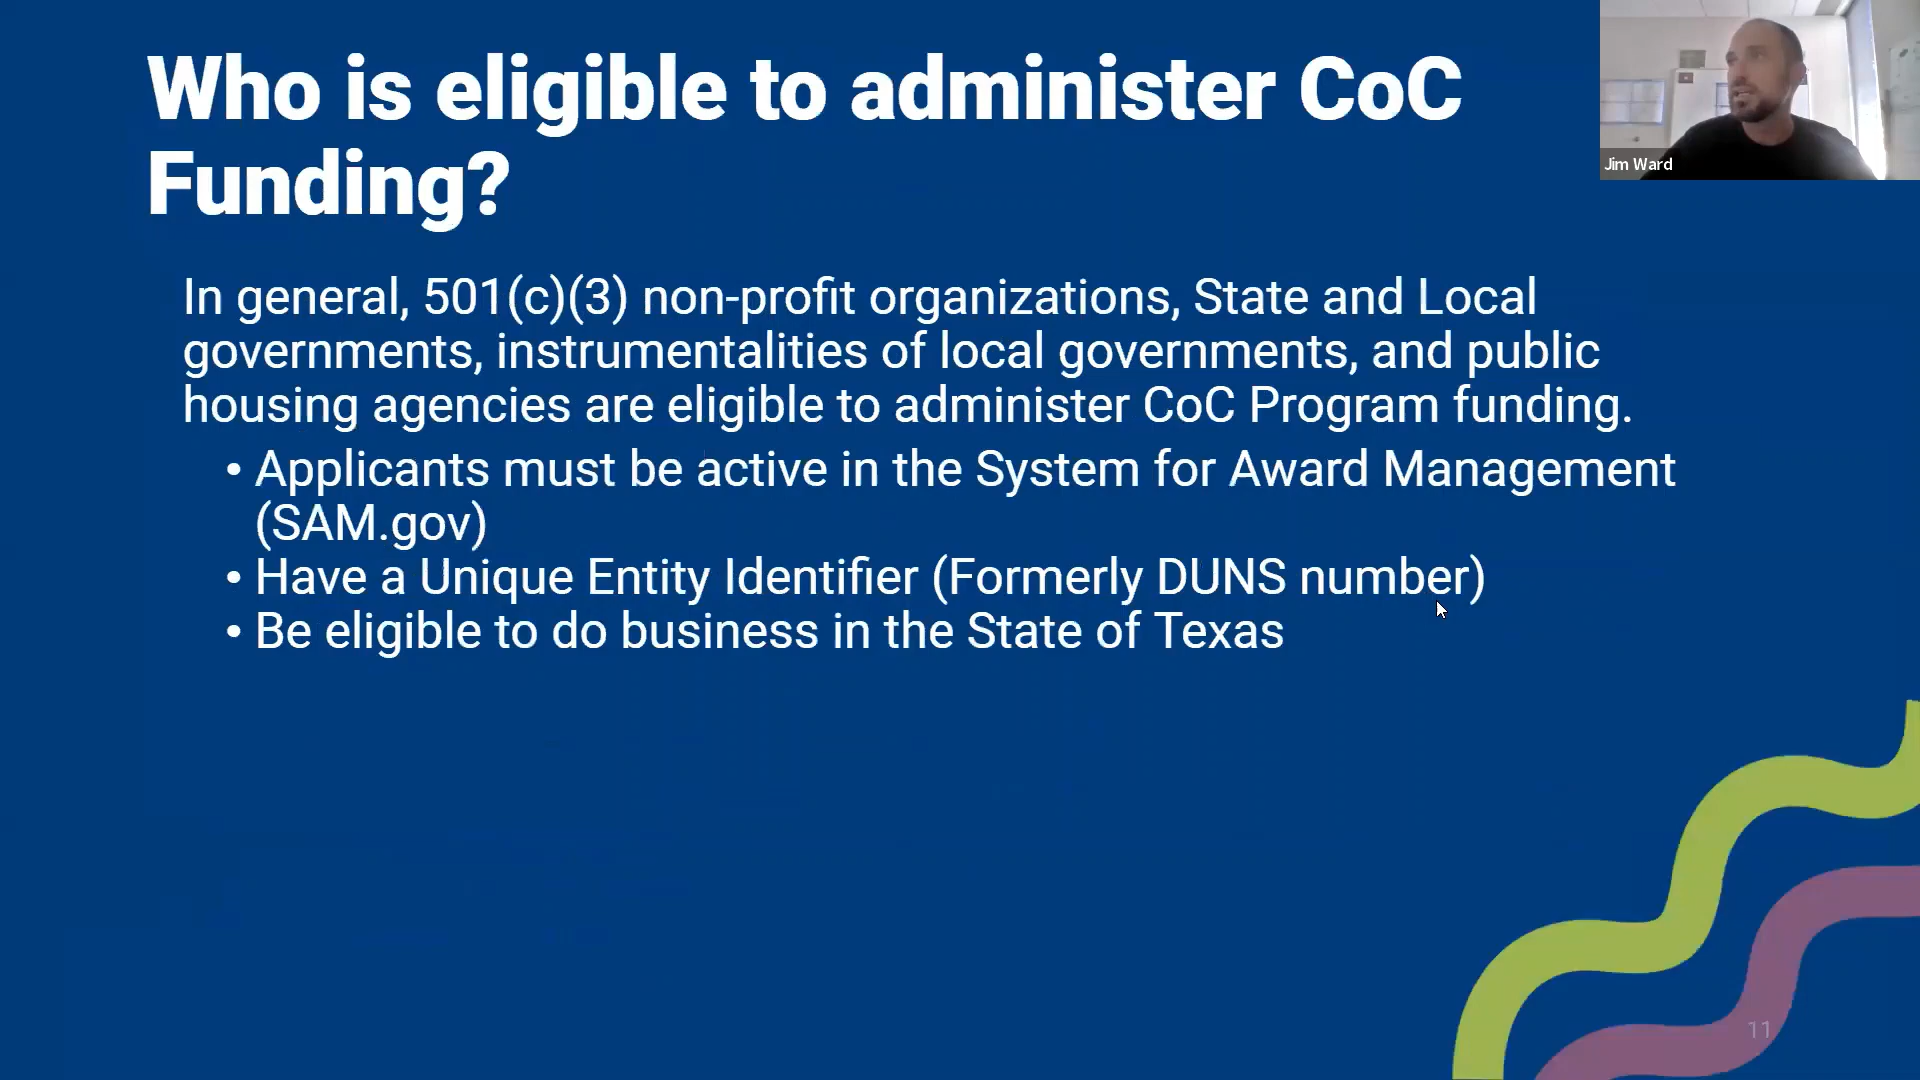 Who is eligible to administer CoC
Funding?
Jim Ward
In general, 501(c)(3) non-profit organizations, State and Local
governments, instrumentalities of local governments, and public
housing agencies are eligible to administer CoC Program funding.
• Applicants must be active in the System for Award Management
(SAM.gov)
• Have a Unique Entity Identifier (Formerly DUNS number)
• Be eligible to do business in the State of Texas
11